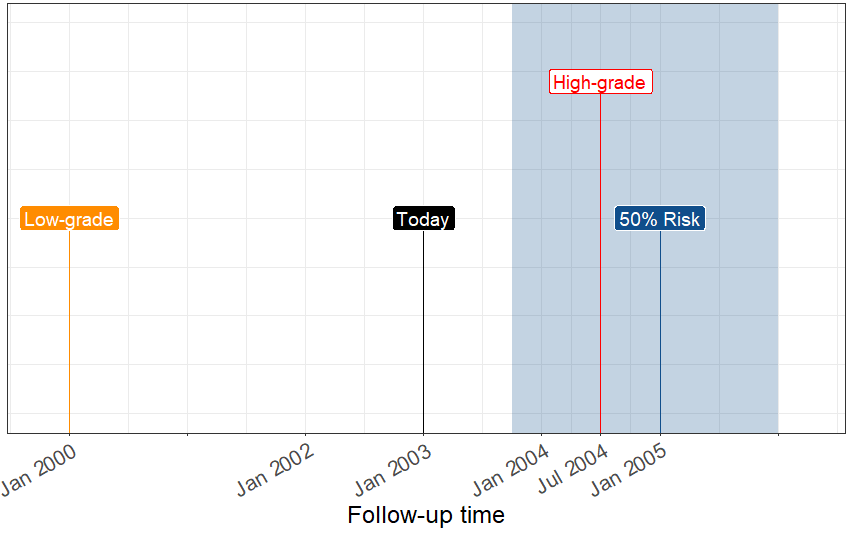 High-grade
Low-grade
Today
50% Risk
Jan 2000
Jan 2002
Jan 2003
Jan 2004
Jul 2004
Jan 2005
Follow-up time